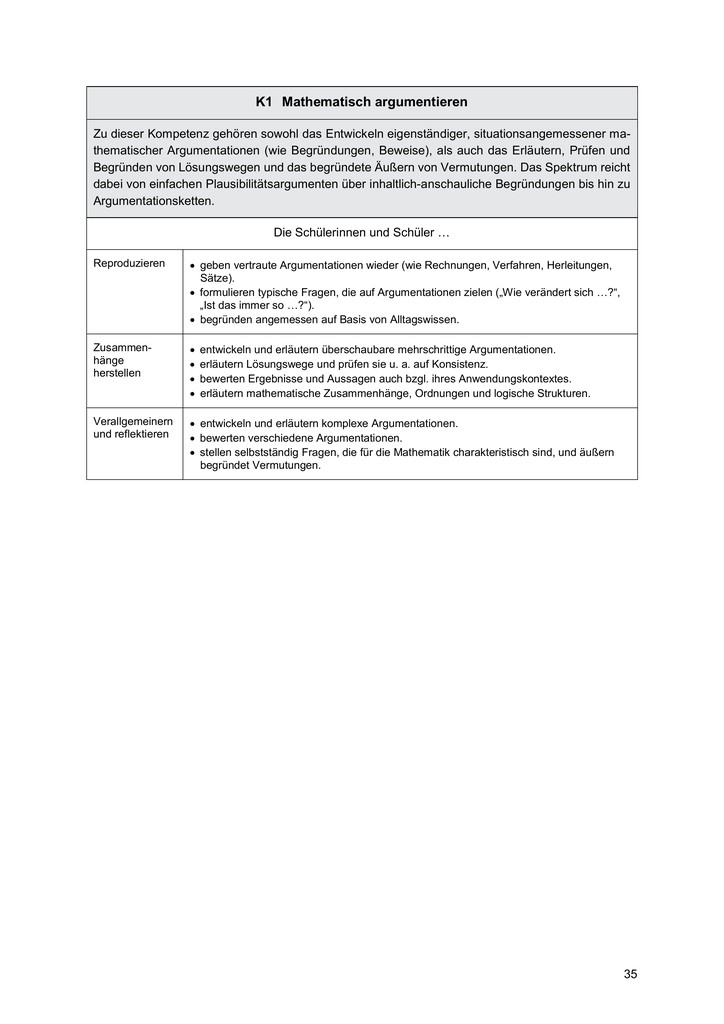 K1 Mathematisch argumentieren
Zu dieser Kompetenz gehören sowohl das Entwickeln eigenständiger, situationsangemessener ma-
thematischer Argumentationen (wie Begründungen, Beweise), als auch das Erläutern, Prüfen und
Begründen von Lösungswegen und das begründete Äußern von Vermutungen. Das Spektrum reicht
dabei von einfachen Plausibilitätsargumenten über inhaltlich-anschauliche Begründungen bis hin zu
Argumentationsketten.
Die Schülerinnen und Schüler …
Reproduzieren
• geben vertraute Argumentationen wieder (wie Rechnungen, Verfahren, Herleitungen,
Sätze).
• formulieren typische Fragen, die auf Argumentationen zielen („Wie verändert sich …?“,
„Ist das immer so …?“).
• begründen angemessen auf Basis von Alltagswissen.
Zusammen-
hänge
herstellen
• entwickeln und erläutern überschaubare mehrschrittige Argumentationen.
• erläutern Lösungswege und prüfen sie u. a. auf Konsistenz.
• bewerten Ergebnisse und Aussagen auch bzgl. ihres Anwendungskontextes.
• erläutern mathematische Zusammenhänge, Ordnungen und logische Strukturen.
Verallgemeinern
und reflektieren
• entwickeln und erläutern komplexe Argumentationen.
• bewerten verschiedene Argumentationen.
• stellen selbstständig Fragen, die für die Mathematik charakteristisch sind, und äußern
begründet Vermutungen.
35